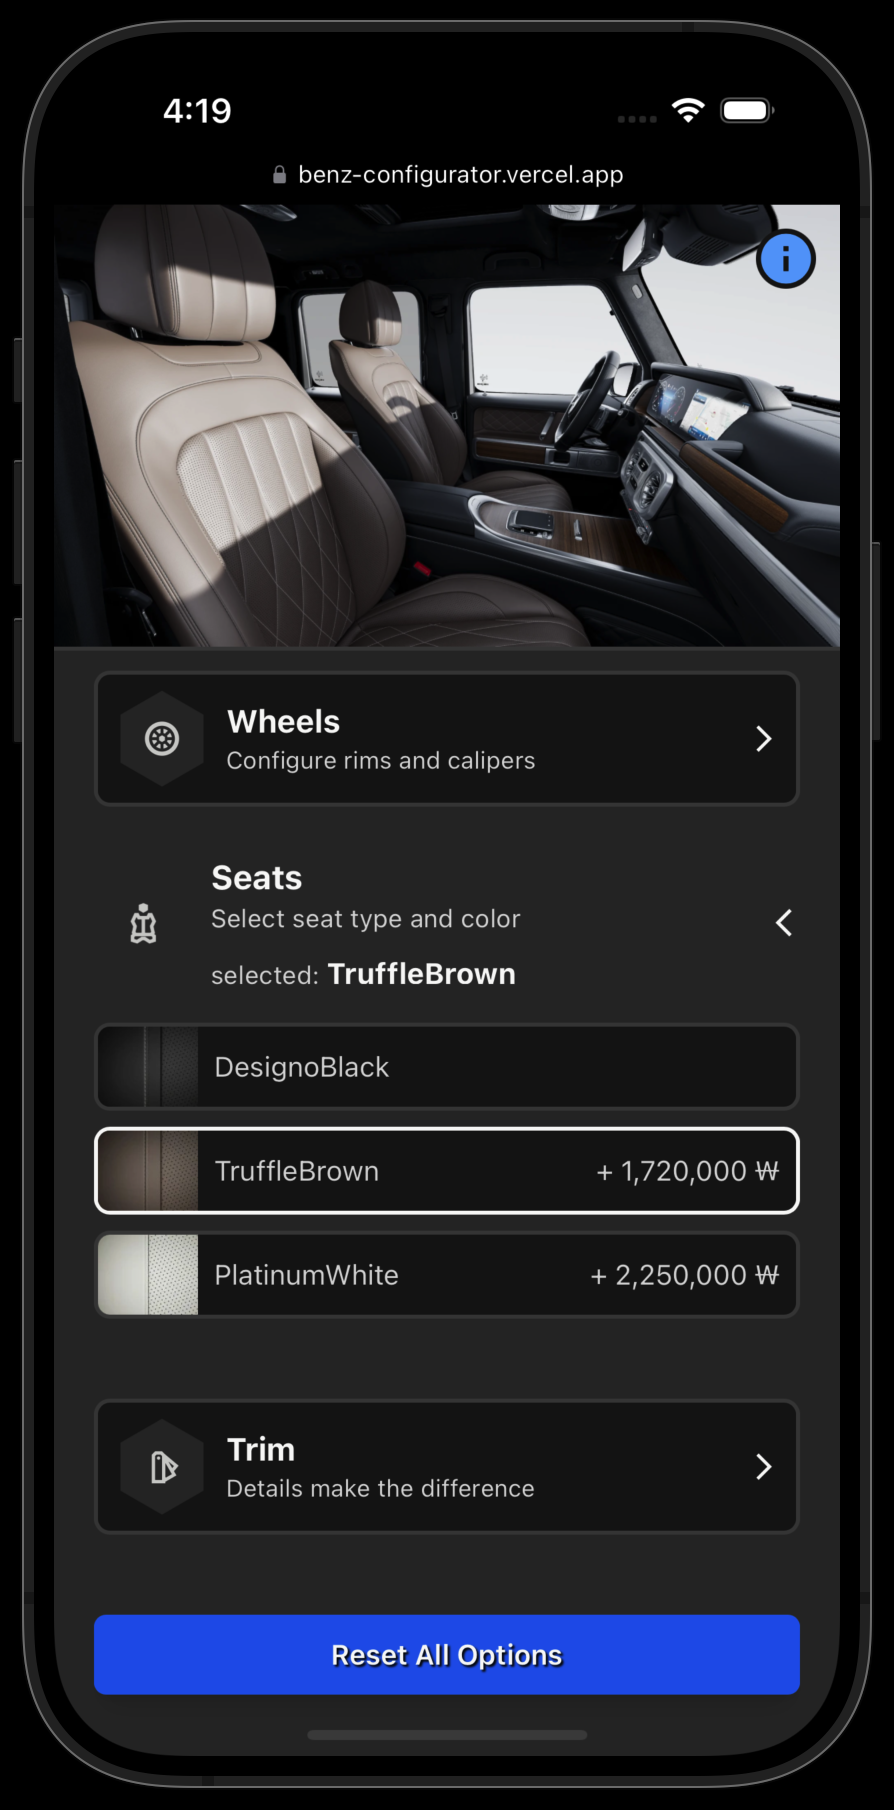 4:19
benz-configurator.vercel.app
i
Wheels
Configure rims and calipers
Seats
Select seat type and color
selected: TruffleBrown
DesignoBlack
TruffleBrown + 1,720,000 ₩
PlatinumWhite + 2,250,000 ₩
Trim
Details make the difference
Reset All Options